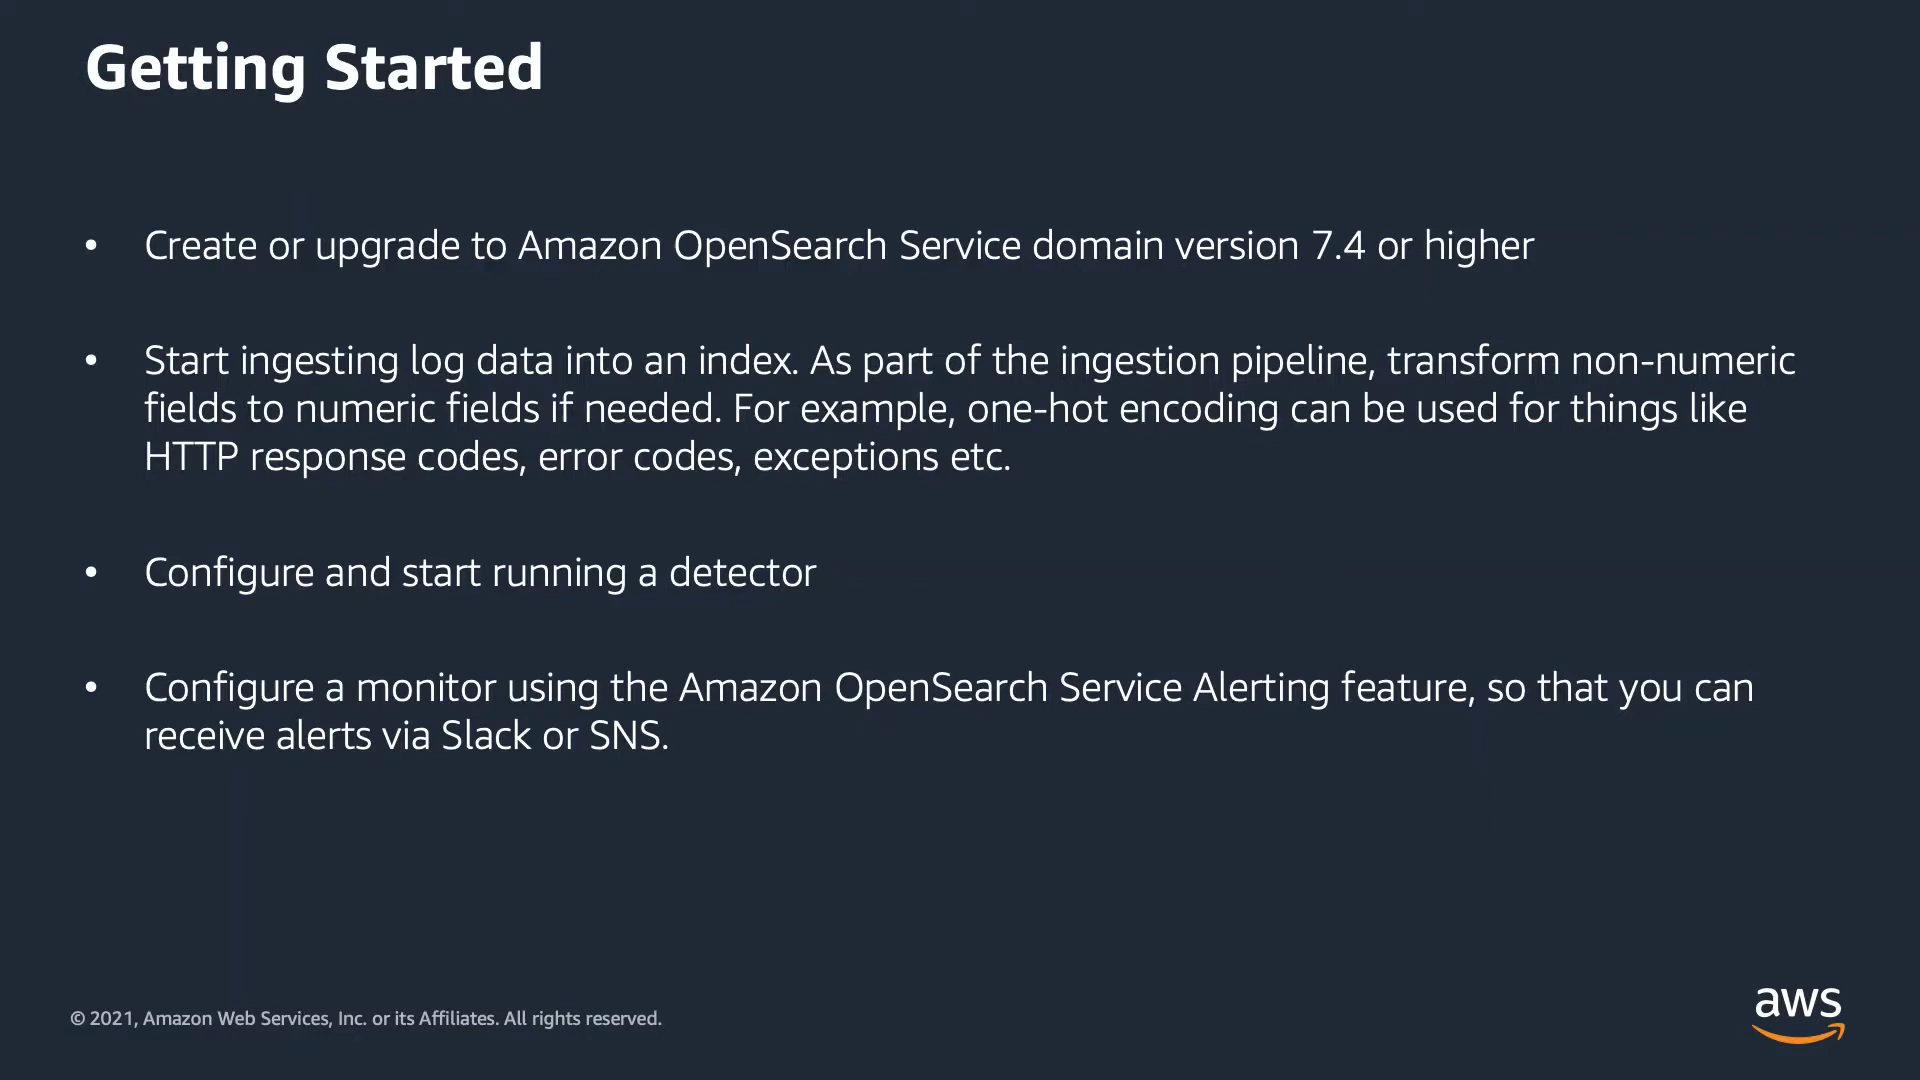 Getting Started
• Create or upgrade to Amazon OpenSearch Service domain version 7.4 or higher
• Start ingesting log data into an index. As part of the ingestion pipeline, transform non-numeric
fields to numeric fields if needed. For example, one-hot encoding can be used for things like
HTTP response codes, error codes, exceptions etc.
• Configure and start running a detector
• Configure a monitor using the Amazon OpenSearch Service Alerting feature, so that you can
receive alerts via Slack or SNS.
© 2021, Amazon Web Services, Inc. or its Affiliates. All rights reserved.
aws